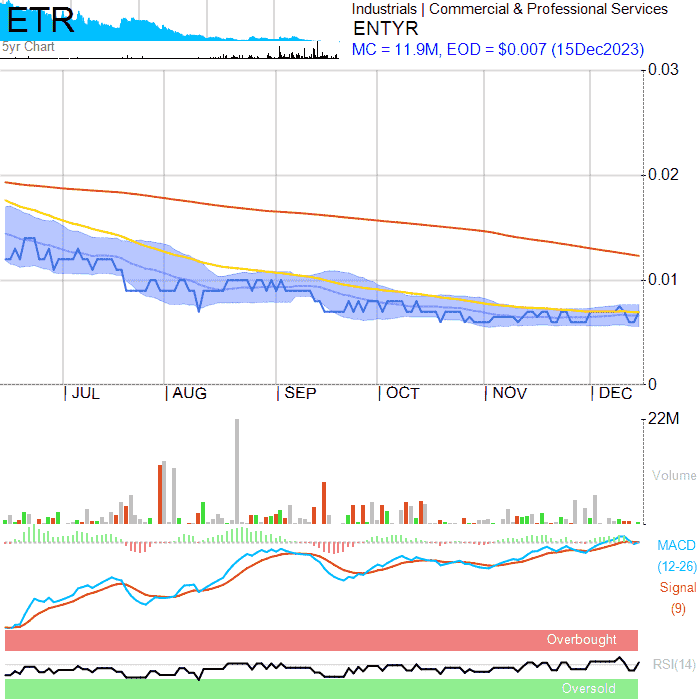 ETR
5yr Chart
Industrials | Commercial & Professional Services
ENTYR
MC = 11.9M, EOD = $0.007 (15Dec2023)
0.03
0.02
0.01
0
JUL
AUG
SEP
OCT
NOV
DEC
22M
Volume
MACD
(12-26)
Signal
(9)
Overbought
RSI(14)
Oversold